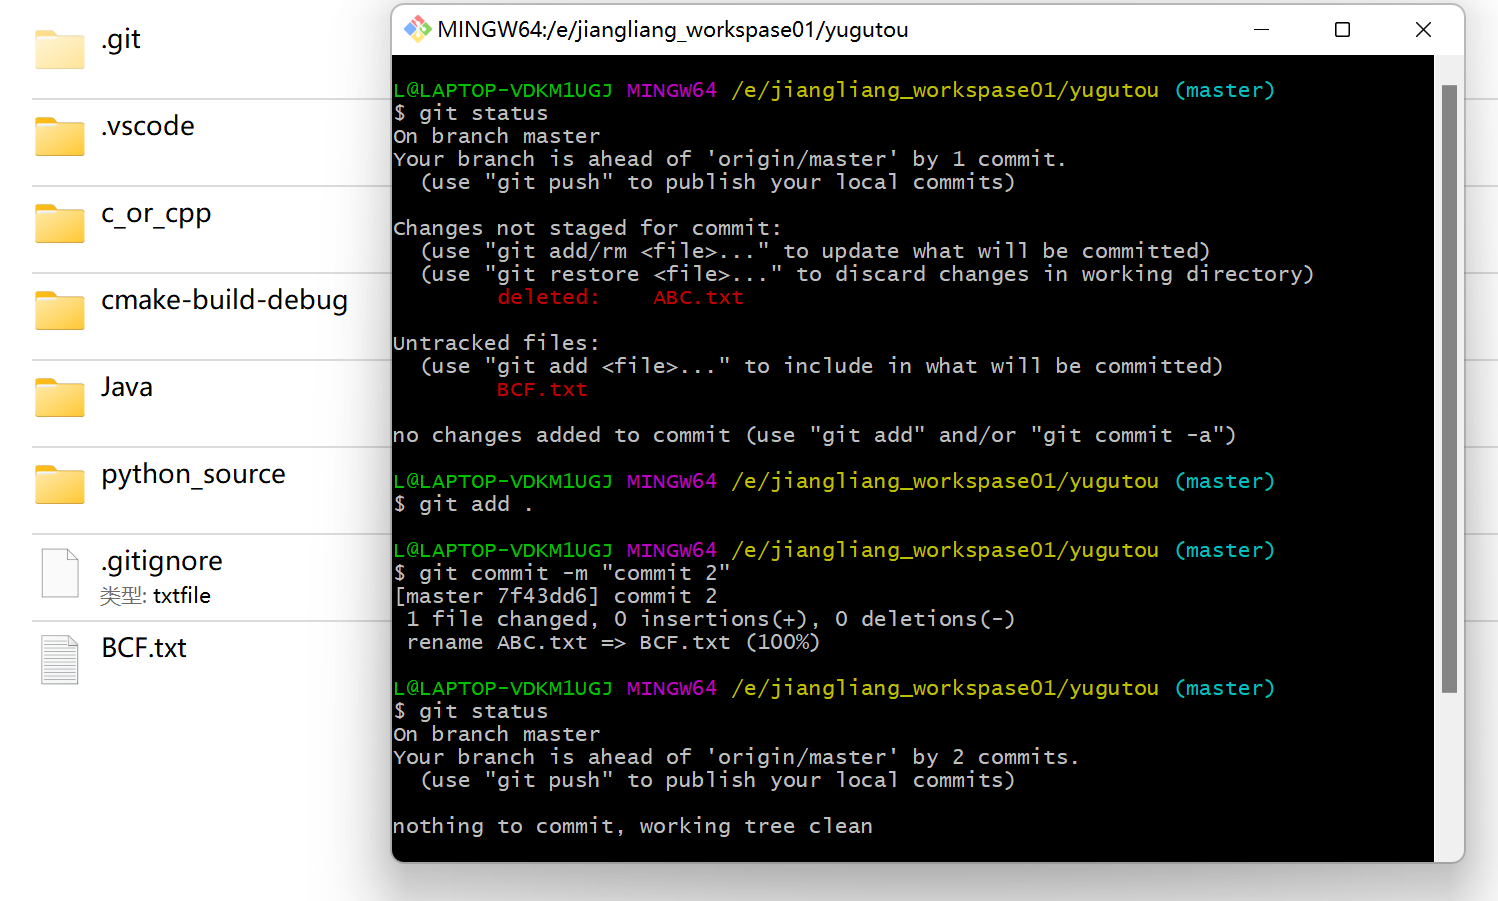 .git
.vscode
c_or_cpp
cmake-build-debug
Java
python_source
.gitignore
类型: txtfile
BCF.txt
MINGW64:/e/jiangliang_workspase01/yugutou
L@LAPTOP-VDKM1UGJ MINGW64 /e/jiangliang_workspase01/yugutou (master)
$ git status
On branch master
Your branch is ahead of 'origin/master' by 1 commit.
  (use "git push" to publish your local commits)
Changes not staged for commit:
  (use "git add/rm <file>..." to update what will be committed)
  (use "git restore <file>..." to discard changes in working directory)
        deleted:    ABC.txt
Untracked files:
  (use "git add <file>..." to include in what will be committed)
        BCF.txt
no changes added to commit (use "git add" and/or "git commit -a")
L@LAPTOP-VDKM1UGJ MINGW64 /e/jiangliang_workspase01/yugutou (master)
$ git add .
L@LAPTOP-VDKM1UGJ MINGW64 /e/jiangliang_workspase01/yugutou (master)
$ git commit -m "commit 2"
[master 7f43dd6] commit 2
 1 file changed, 0 insertions(+), 0 deletions(-)
 rename ABC.txt => BCF.txt (100%)
L@LAPTOP-VDKM1UGJ MINGW64 /e/jiangliang_workspase01/yugutou (master)
$ git status
On branch master
Your branch is ahead of 'origin/master' by 2 commits.
  (use "git push" to publish your local commits)
nothing to commit, working tree clean